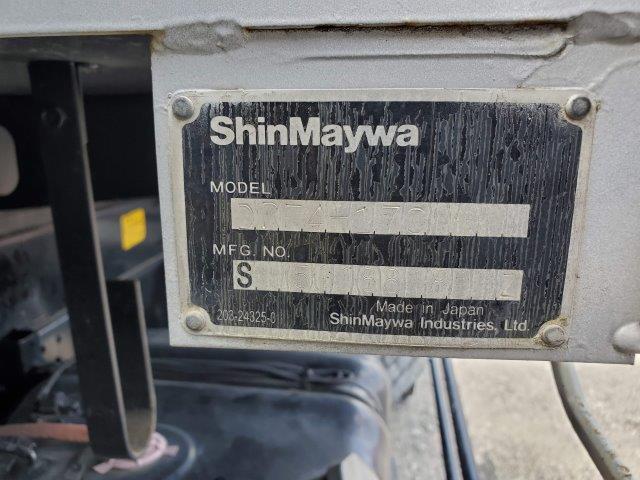 ShinMaywa
MODEL
MFG. NO.
S
203-24325-0
Made in Japan
ShinMaywa Industries, Ltd.